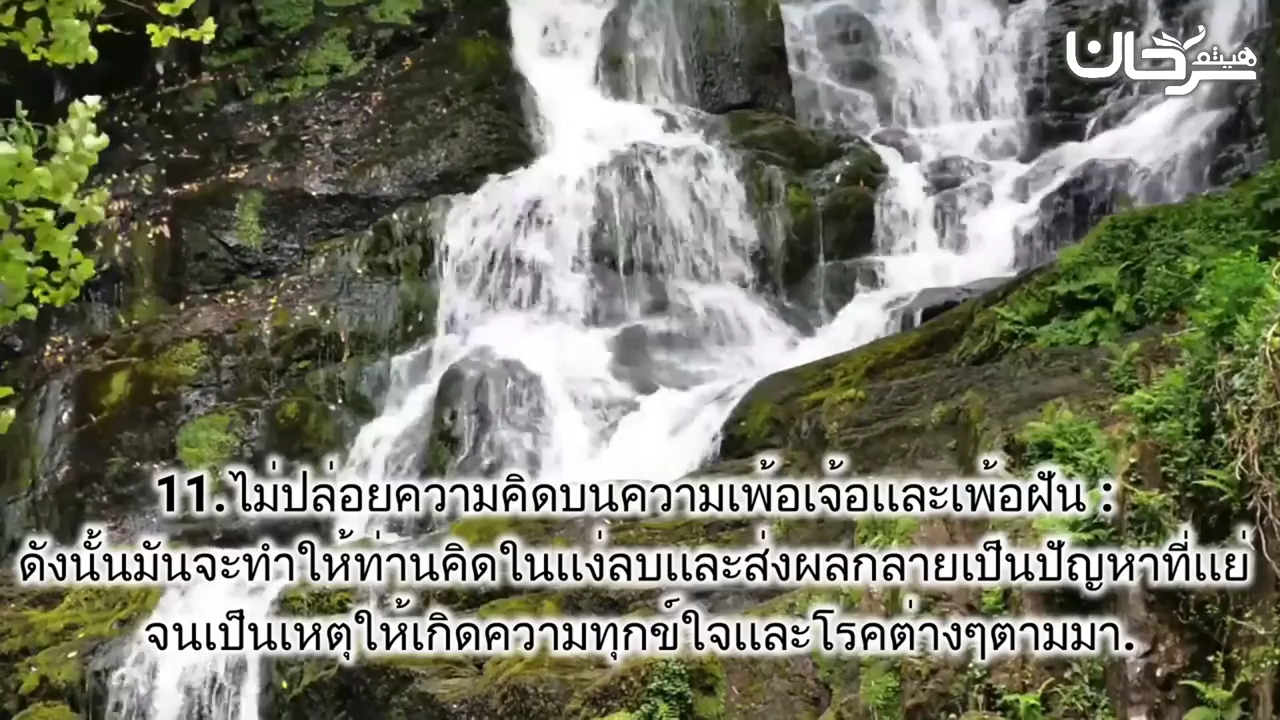 هيتم سرحان
11.ไม่ปล่อยความคิดบนความเพ้อเจ้อและเพ้อฝัน :
ดังนั้นมันจะทำให้ท่านคิดในแง่ลบและส่งผลกลายเป็นปัญหาที่แย่
จนเป็นเหตุให้เกิดความทุกข์ใจและโรคต่างๆตามมา.